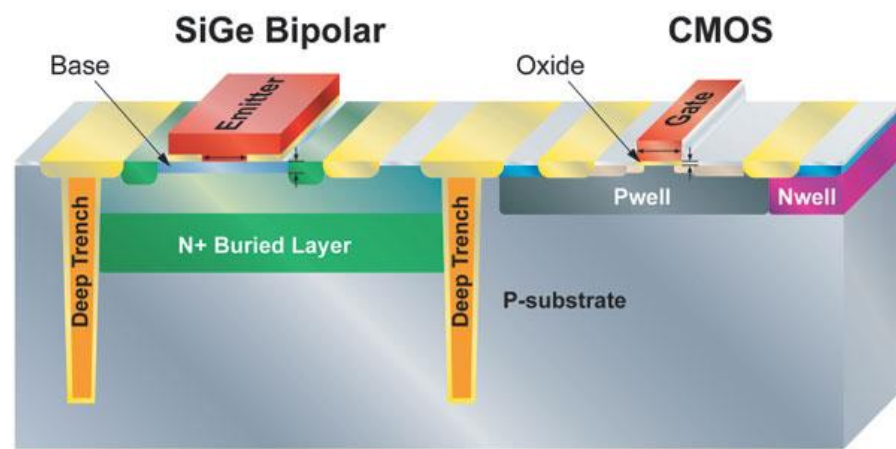 SiGe Bipolar
CMOS
Base
Oxide
Emitter
Gate
Pwell
Nwell
N+ Buried Layer
Deep Trench
Deep Trench
P-substrate